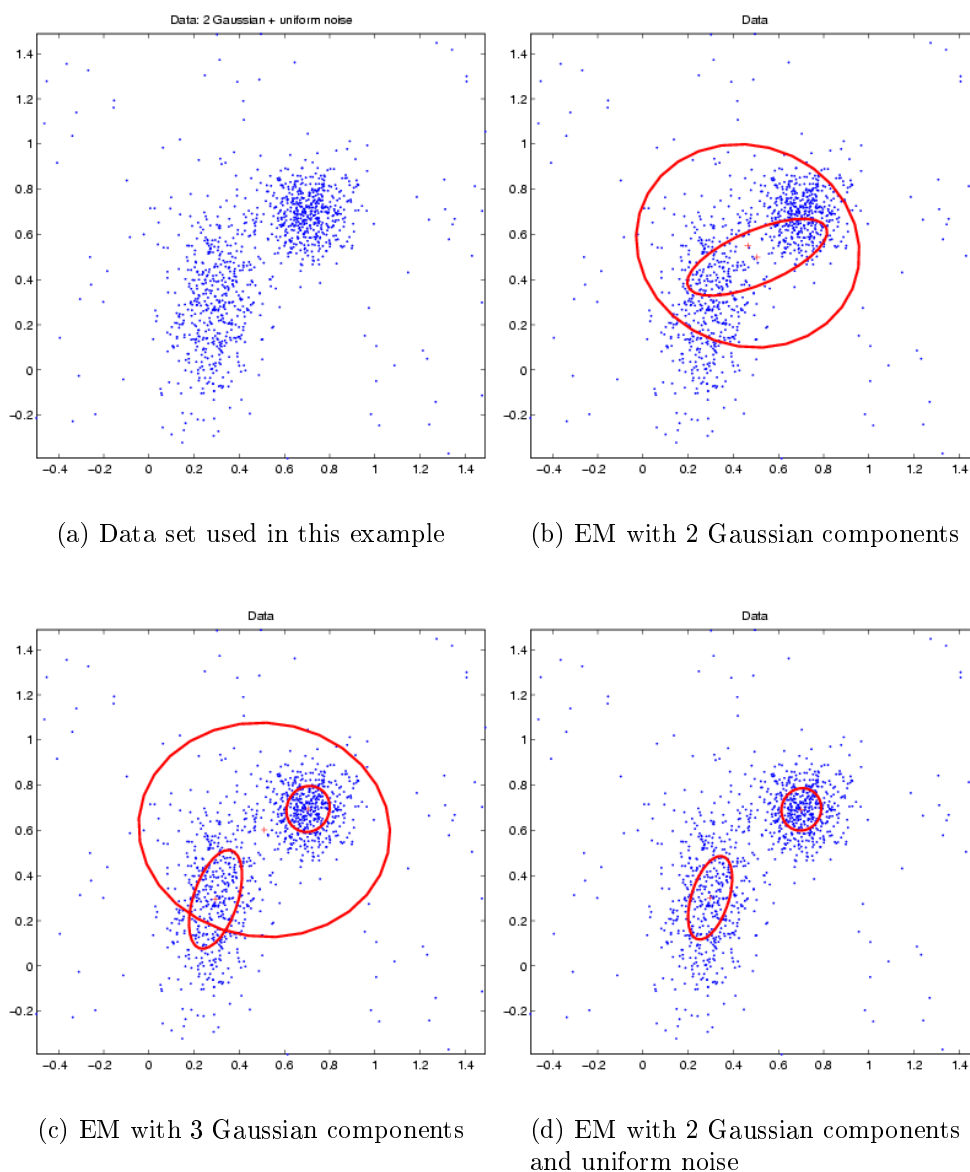 Data: 2 Gaussian + uniform noise
1.4
1.2
1
0.8
0.6
0.4
0.2
0
−0.2
−0.4 −0.2 0 0.2 0.4 0.6 0.8 1 1.2 1.4
(a) Data set used in this example
Data
1.4
1.2
1
0.8
0.6
0.4
0.2
0
−0.2
−0.4 −0.2 0 0.2 0.4 0.6 0.8 1 1.2 1.4
(b) EM with 2 Gaussian components
Data
1.4
1.2
1
0.8
0.6
0.4
0.2
0
−0.2
−0.4 −0.2 0 0.2 0.4 0.6 0.8 1 1.2 1.4
(c) EM with 3 Gaussian components
Data
1.4
1.2
1
0.8
0.6
0.4
0.2
0
−0.2
−0.4 −0.2 0 0.2 0.4 0.6 0.8 1 1.2 1.4
(d) EM with 2 Gaussian components
and uniform noise